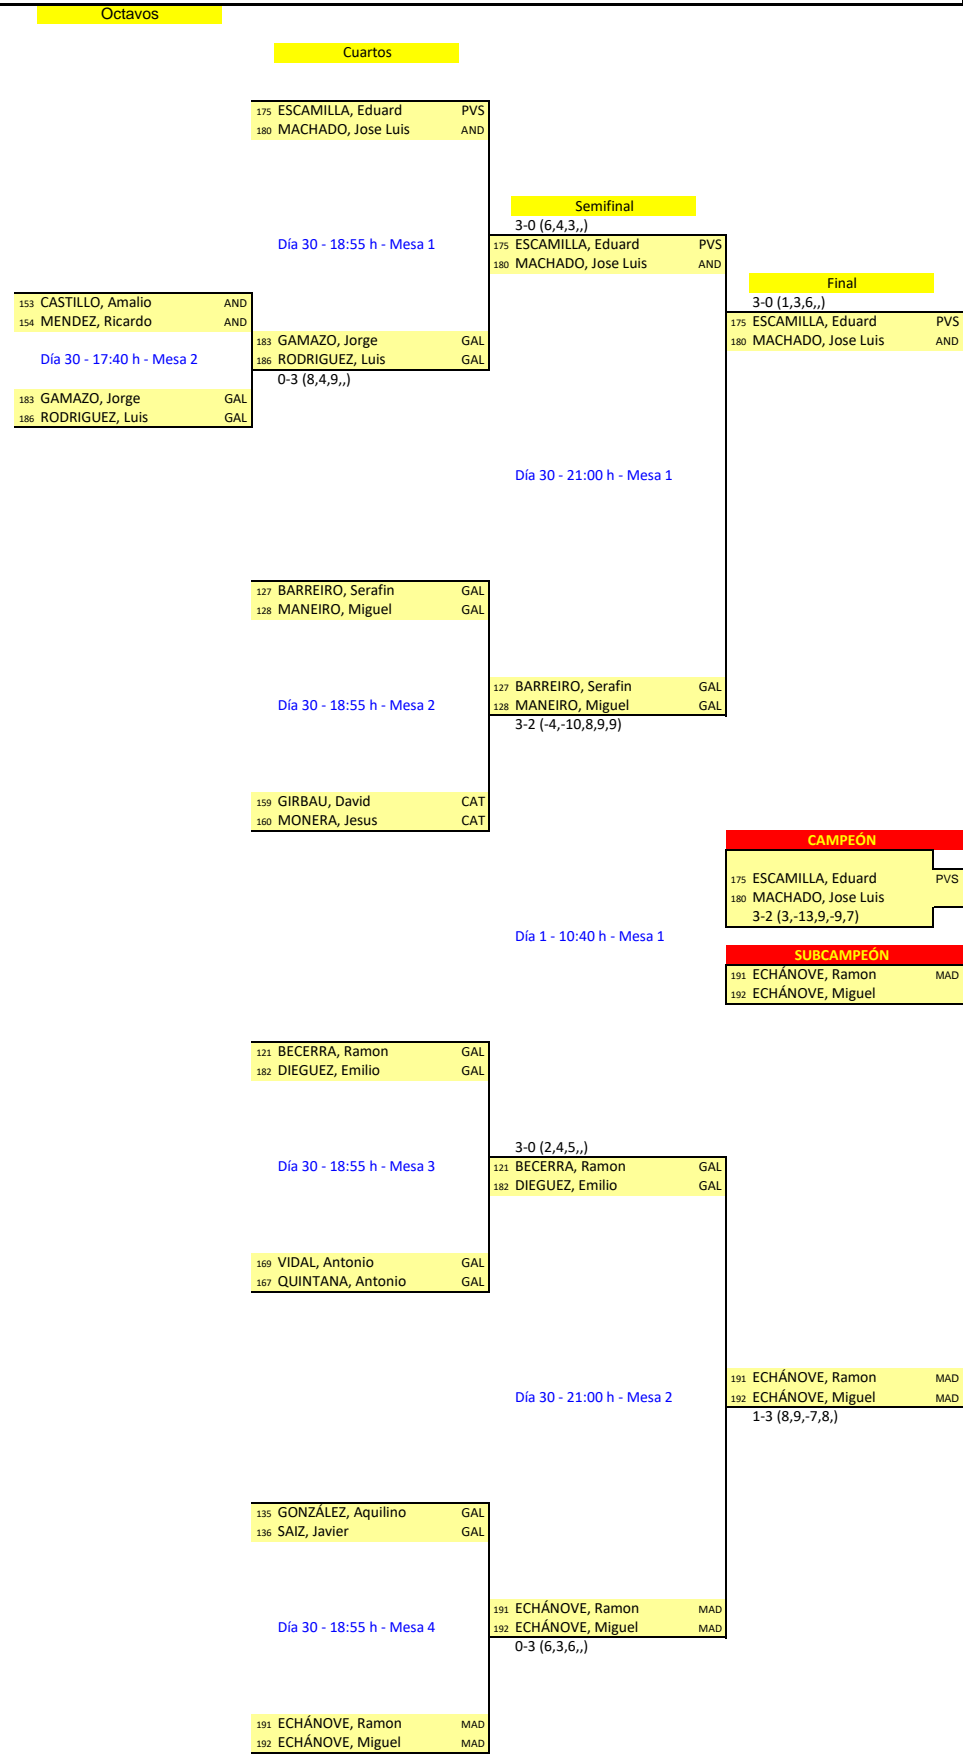 Octavos
Cuartos
175 ESCAMILLA, Eduard PVS
180 MACHADO, Jose Luis AND
Semifinal
3-0 (6,4,3,,)
Día 30 - 18:55 h - Mesa 1
175 ESCAMILLA, Eduard PVS
180 MACHADO, Jose Luis AND
Final
3-0 (1,3,6,,)
153 CASTILLO, Amalio AND
154 MENDEZ, Ricardo AND
175 ESCAMILLA, Eduard PVS
180 MACHADO, Jose Luis AND
183 GAMAZO, Jorge GAL
186 RODRIGUEZ, Luis GAL
Día 30 - 17:40 h - Mesa 2
0-3 (8,4,9,,)
183 GAMAZO, Jorge GAL
186 RODRIGUEZ, Luis GAL
Día 30 - 21:00 h - Mesa 1
127 BARREIRO, Serafin GAL
128 MANEIRO, Miguel GAL
127 BARREIRO, Serafin GAL
128 MANEIRO, Miguel GAL
Día 30 - 18:55 h - Mesa 2
3-2 (-4,-10,8,9,9)
159 GIRBAU, David CAT
160 MONERA, Jesus CAT
CAMPEÓN
175 ESCAMILLA, Eduard PVS
180 MACHADO, Jose Luis
3-2 (3,-13,9,-9,7)
Día 1 - 10:40 h - Mesa 1
SUBCAMPEÓN
191 ECHÁNOVE, Ramon MAD
192 ECHÁNOVE, Miguel
121 BECERRA, Ramon GAL
182 DIEGUEZ, Emilio GAL
3-0 (2,4,5,,)
Día 30 - 18:55 h - Mesa 3
121 BECERRA, Ramon GAL
182 DIEGUEZ, Emilio GAL
169 VIDAL, Antonio GAL
167 QUINTANA, Antonio GAL
191 ECHÁNOVE, Ramon MAD
192 ECHÁNOVE, Miguel MAD
Día 30 - 21:00 h - Mesa 2
1-3 (8,9,-7,8,)
135 GONZÁLEZ, Aquilino GAL
136 SAIZ, Javier GAL
191 ECHÁNOVE, Ramon MAD
192 ECHÁNOVE, Miguel MAD
Día 30 - 18:55 h - Mesa 4
0-3 (6,3,6,,)
191 ECHÁNOVE, Ramon MAD
192 ECHÁNOVE, Miguel MAD